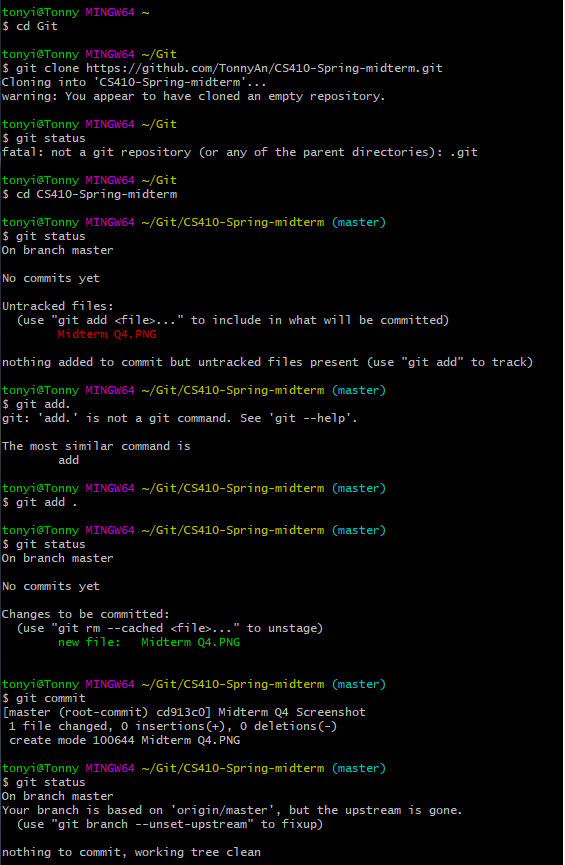 tonyi@Tonny MINGW64 ~
$ cd Git
tonyi@Tonny MINGW64 ~/Git
$ git clone https://github.com/TonnyAn/CS410-Spring-midterm.git
Cloning into 'CS410-Spring-midterm'...
warning: You appear to have cloned an empty repository.
tonyi@Tonny MINGW64 ~/Git
$ git status
fatal: not a git repository (or any of the parent directories): .git
tonyi@Tonny MINGW64 ~/Git
$ cd CS410-Spring-midterm
tonyi@Tonny MINGW64 ~/Git/CS410-Spring-midterm (master)
$ git status
On branch master
No commits yet
Untracked files:
  (use "git add <file>..." to include in what will be committed)
        Midterm Q4.PNG
nothing added to commit but untracked files present (use "git add" to track)
tonyi@Tonny MINGW64 ~/Git/CS410-Spring-midterm (master)
$ git add.
git: 'add.' is not a git command. See 'git --help'.
The most similar command is
        add
tonyi@Tonny MINGW64 ~/Git/CS410-Spring-midterm (master)
$ git add .
tonyi@Tonny MINGW64 ~/Git/CS410-Spring-midterm (master)
$ git status
On branch master
No commits yet
Changes to be committed:
  (use "git rm --cached <file>..." to unstage)
        new file:   Midterm Q4.PNG
tonyi@Tonny MINGW64 ~/Git/CS410-Spring-midterm (master)
$ git commit
[master (root-commit) cd913c0] Midterm Q4 Screenshot
 1 file changed, 0 insertions(+), 0 deletions(-)
 create mode 100644 Midterm Q4.PNG
tonyi@Tonny MINGW64 ~/Git/CS410-Spring-midterm (master)
$ git status
On branch master
Your branch is based on 'origin/master', but the upstream is gone.
  (use "git branch --unset-upstream" to fixup)
nothing to commit, working tree clean